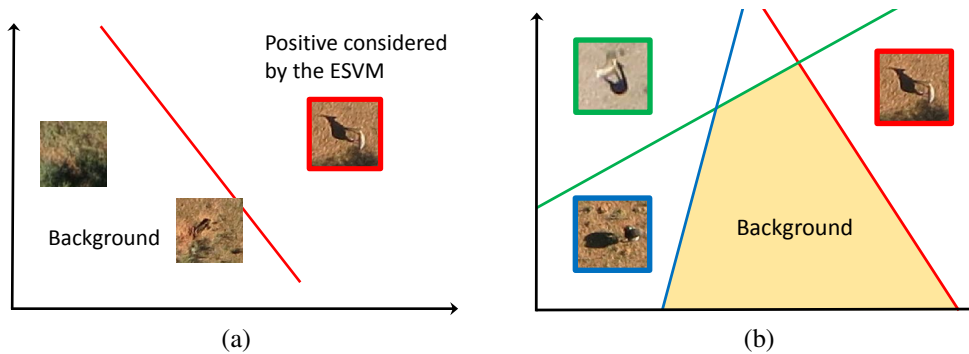 Positive considered
by the ESVM
Background
(a)
Background
(b)